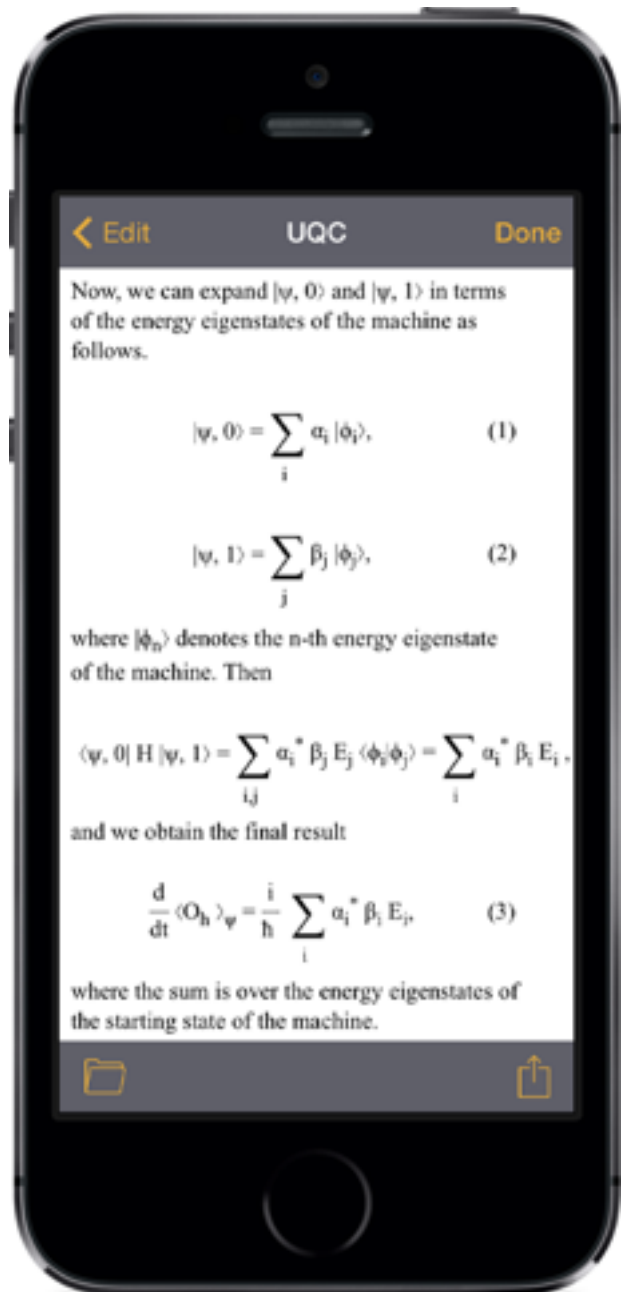 Edit UQC Done
Now, we can expand |ψ, 0⟩ and |ψ, 1⟩ in terms
of the energy eigenstates of the machine as
follows.
|ψ, 0⟩ = ∑ αᵢ |ϕᵢ⟩, (1)
i
|ψ, 1⟩ = ∑ βⱼ |ϕⱼ⟩, (2)
j
where |ϕₙ⟩ denotes the n-th energy eigenstate
of the machine. Then
⟨ψ, 0| H |ψ, 1⟩ = ∑ αᵢ* βⱼ Eⱼ ⟨ϕᵢ|ϕⱼ⟩ = ∑ αᵢ* βᵢ Eᵢ ,
i,j i
and we obtain the final result
d/dt ⟨Oₕ⟩ψ = i/ħ ∑ αᵢ* βᵢ Eᵢ, (3)
i
where the sum is over the energy eigenstates of
the starting state of the machine.